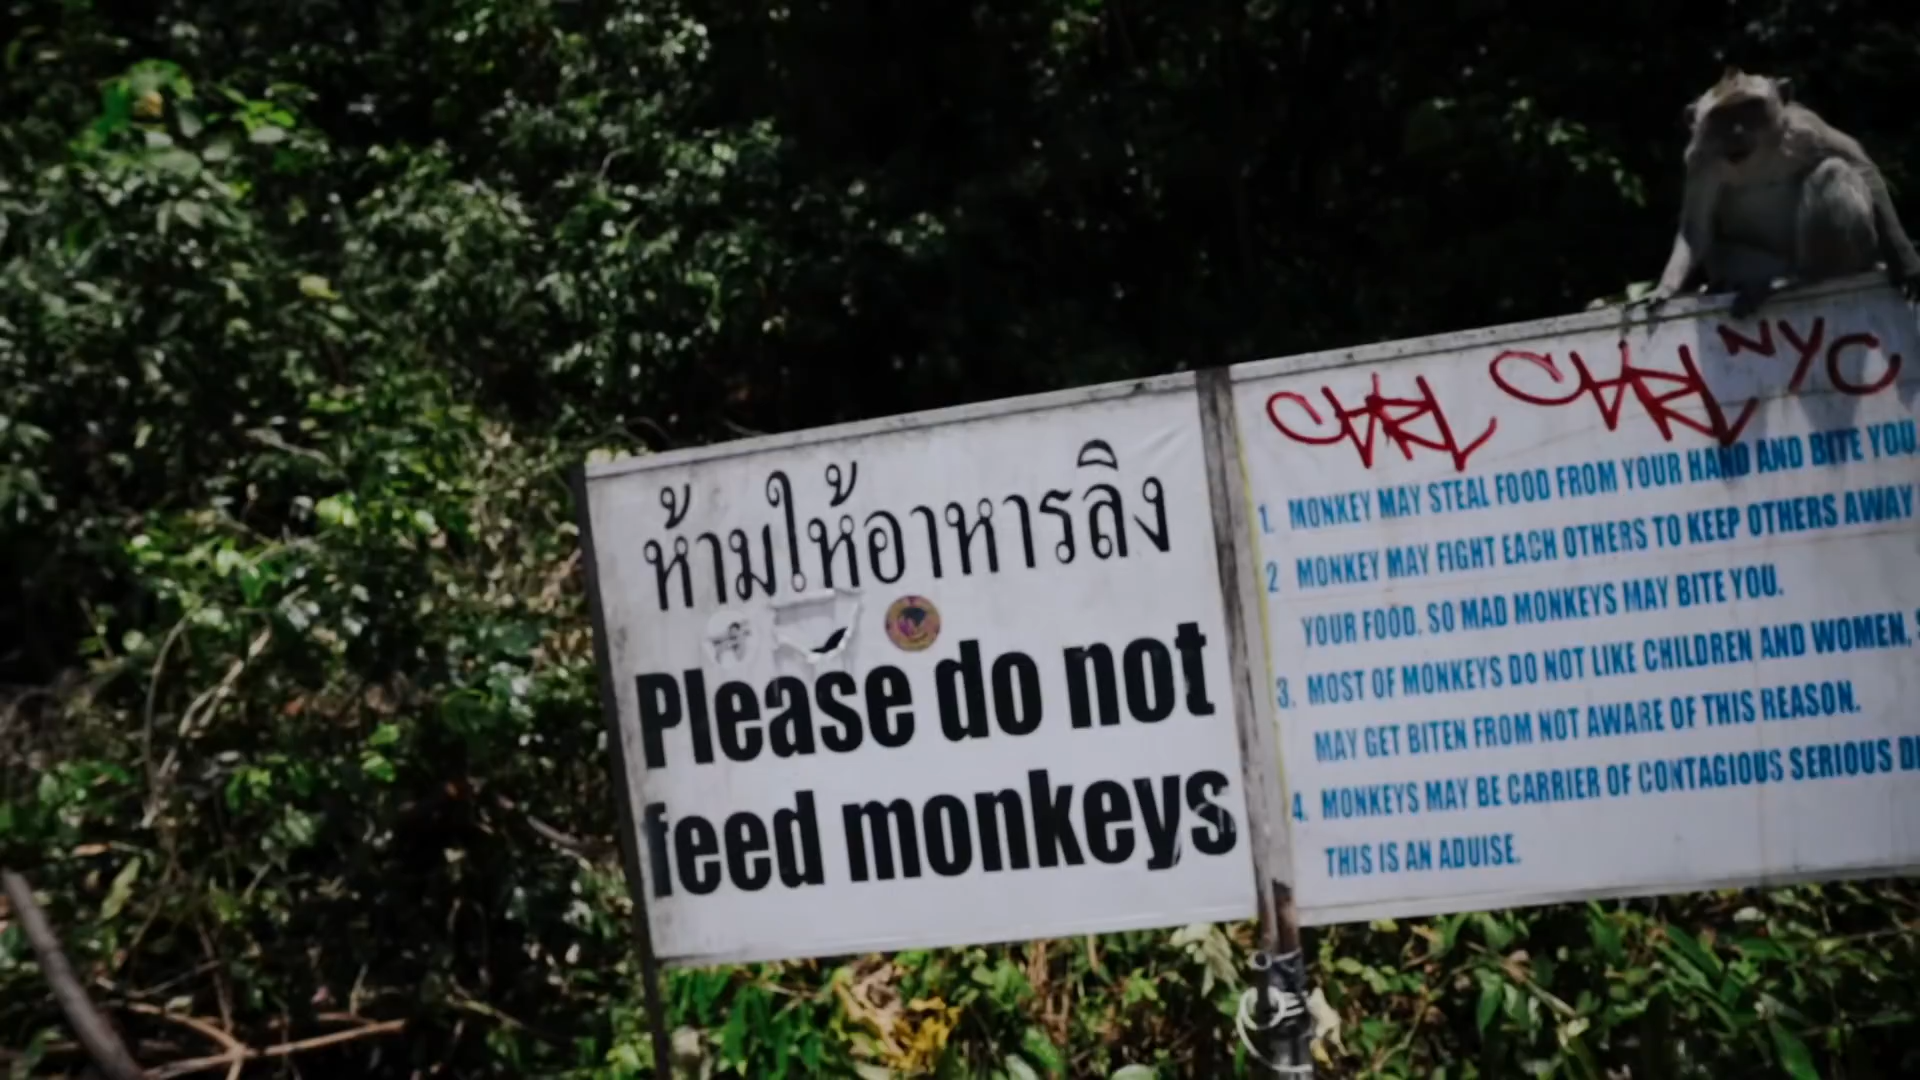 ห้ามให้อาหารลิง
Please do not
feed monkeys
CARL CARL NYC
1. MONKEY MAY STEAL FOOD FROM YOUR HAND AND BITE YOU.
2 MONKEY MAY FIGHT EACH OTHERS TO KEEP OTHERS AWAY
YOUR FOOD. SO MAD MONKEYS MAY BITE YOU.
3. MOST OF MONKEYS DO NOT LIKE CHILDREN AND WOMEN,
MAY GET BITEN FROM NOT AWARE OF THIS REASON.
4. MONKEYS MAY BE CARRIER OF CONTAGIOUS SERIOUS
THIS IS AN ADUISE.